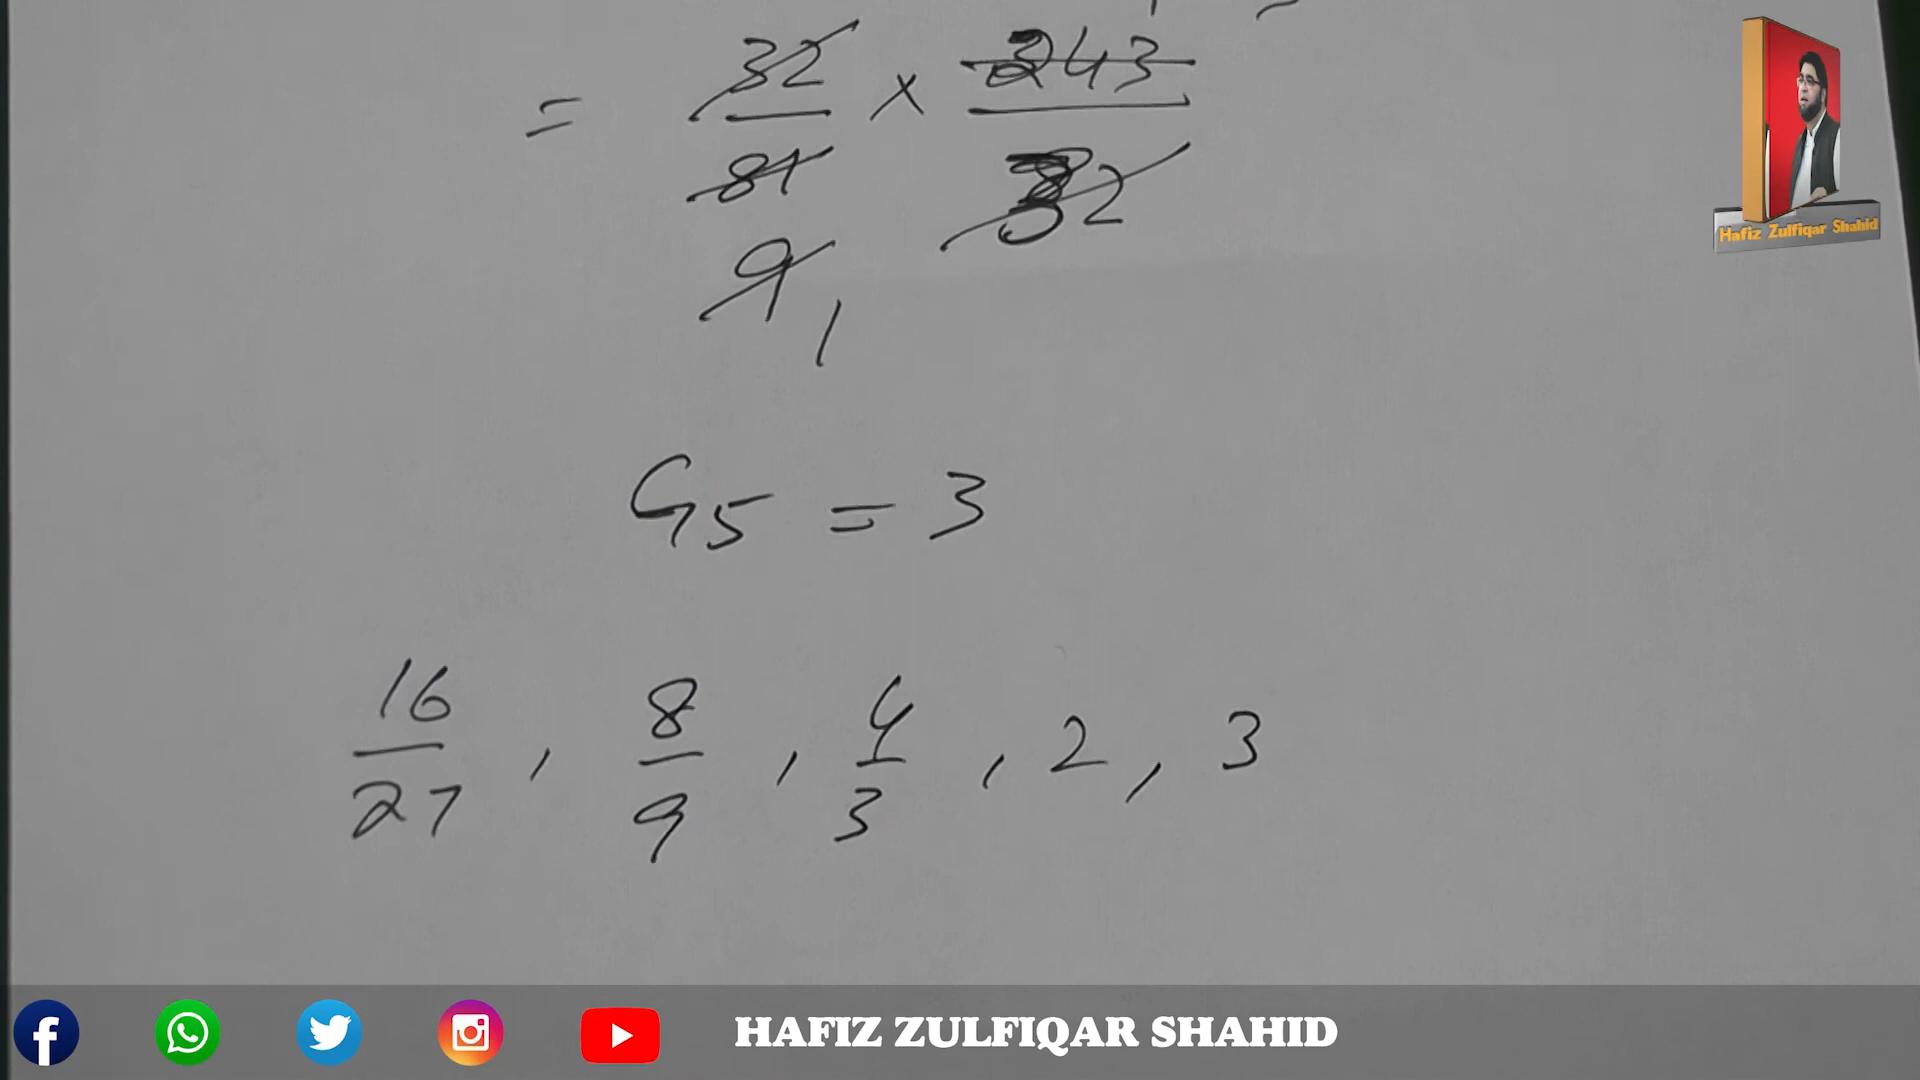 = 32/81 × 243/32
9 1
G5 = 3
16/27 , 8/9 , 4/3 , 2 , 3
Hafiz Zulfiqar Shahid
HAFIZ ZULFIQAR SHAHID